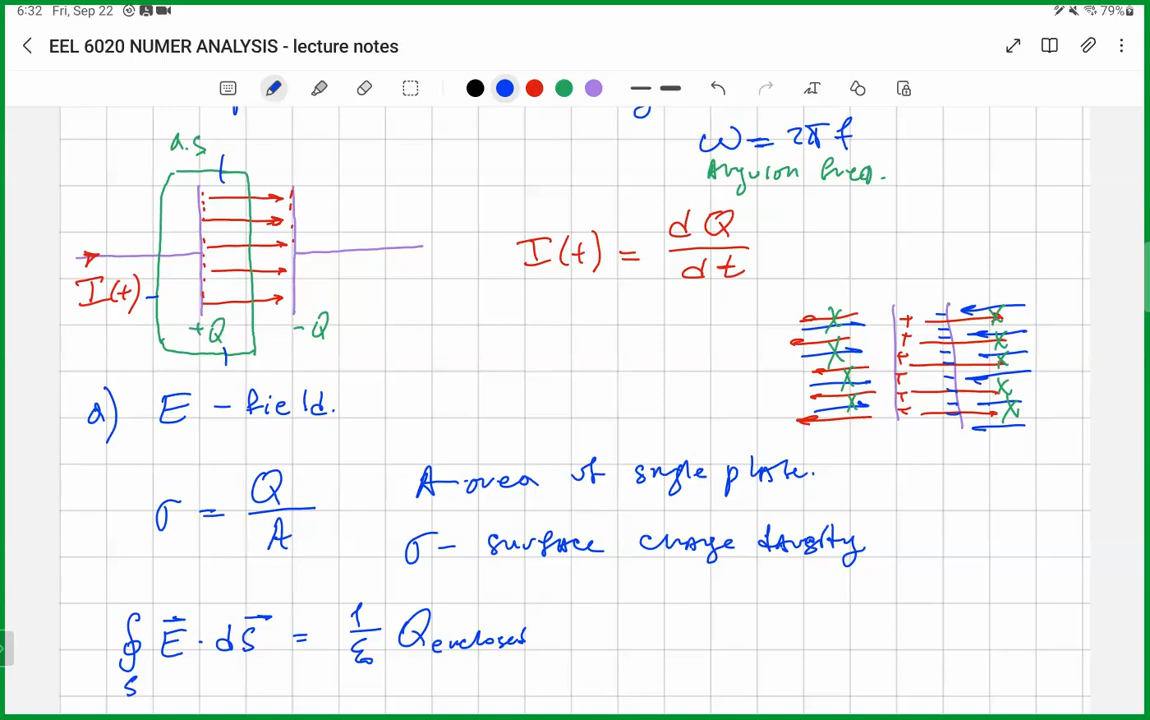 6:32 Fri, Sep 22
79%
EEL 6020 NUMER ANALYSIS - lecture notes
ω = 2π f
freq.
a.s
I(t) = dQ/dt
I(t)
+Q
-Q
a) E - field.
σ = Q/A
A - area of single plate.
σ - surface charge density
∮_S E⃗ · dS⃗ = 1/ε₀ Q enclosed